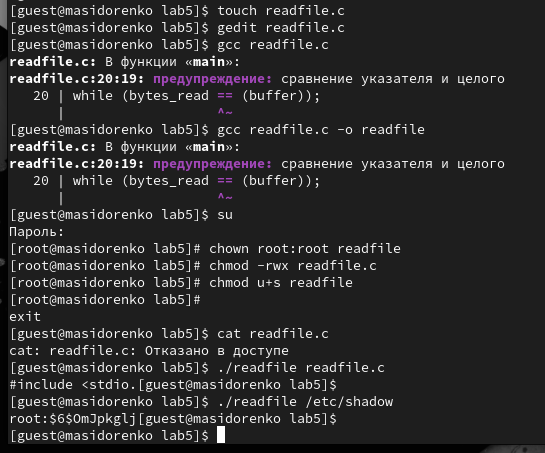 [guest@masidorenko lab5]$ touch readfile.c
[guest@masidorenko lab5]$ gedit readfile.c
[guest@masidorenko lab5]$ gcc readfile.c
readfile.c: В функции «main»:
readfile.c:20:19: предупреждение: сравнение указателя и целого
   20 | while (bytes_read == (buffer));
      |                   ^~
[guest@masidorenko lab5]$ gcc readfile.c -o readfile
readfile.c: В функции «main»:
readfile.c:20:19: предупреждение: сравнение указателя и целого
   20 | while (bytes_read == (buffer));
      |                   ^~
[guest@masidorenko lab5]$ su
Пароль:
[root@masidorenko lab5]# chown root:root readfile
[root@masidorenko lab5]# chmod -rwx readfile.c
[root@masidorenko lab5]# chmod u+s readfile
[root@masidorenko lab5]#
exit
[guest@masidorenko lab5]$ cat readfile.c
cat: readfile.c: Отказано в доступе
[guest@masidorenko lab5]$ ./readfile readfile.c
#include <stdio.[guest@masidorenko lab5]$
[guest@masidorenko lab5]$ ./readfile /etc/shadow
root:$6$OmJpkglj[guest@masidorenko lab5]$
[guest@masidorenko lab5]$